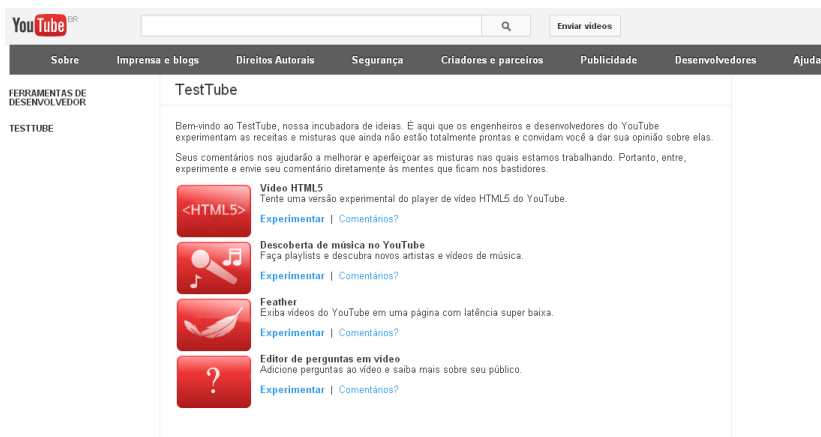 YouTube BR
Enviar vídeos
Sobre Imprensa e blogs Direitos Autorais Segurança Criadores e parceiros Publicidade Desenvolvedores Ajuda
FERRAMENTAS DE
DESENVOLVEDOR
TESTTUBE
TestTube
Bem-vindo ao TestTube, nossa incubadora de ideias. É aqui que os engenheiros e desenvolvedores do YouTube
experimentam as receitas e misturas que ainda não estão totalmente prontas e convidam você a dar sua opinião sobre elas.
Seus comentários nos ajudarão a melhorar e aperfeiçoar as misturas nas quais estamos trabalhando. Portanto, entre,
experimente e envie seu comentário diretamente às mentes que ficam nos bastidores.
<HTML5>
Vídeo HTML5
Tente uma versão experimental do player de vídeo HTML5 do YouTube.
Experimentar | Comentários?
Descoberta de música no YouTube
Faça playlists e descubra novos artistas e vídeos de música.
Experimentar | Comentários?
Feather
Exiba vídeos do YouTube em uma página com latência super baixa.
Experimentar | Comentários?
?
Editor de perguntas em vídeo
Adicione perguntas ao vídeo e saiba mais sobre seu público.
Experimentar | Comentários?